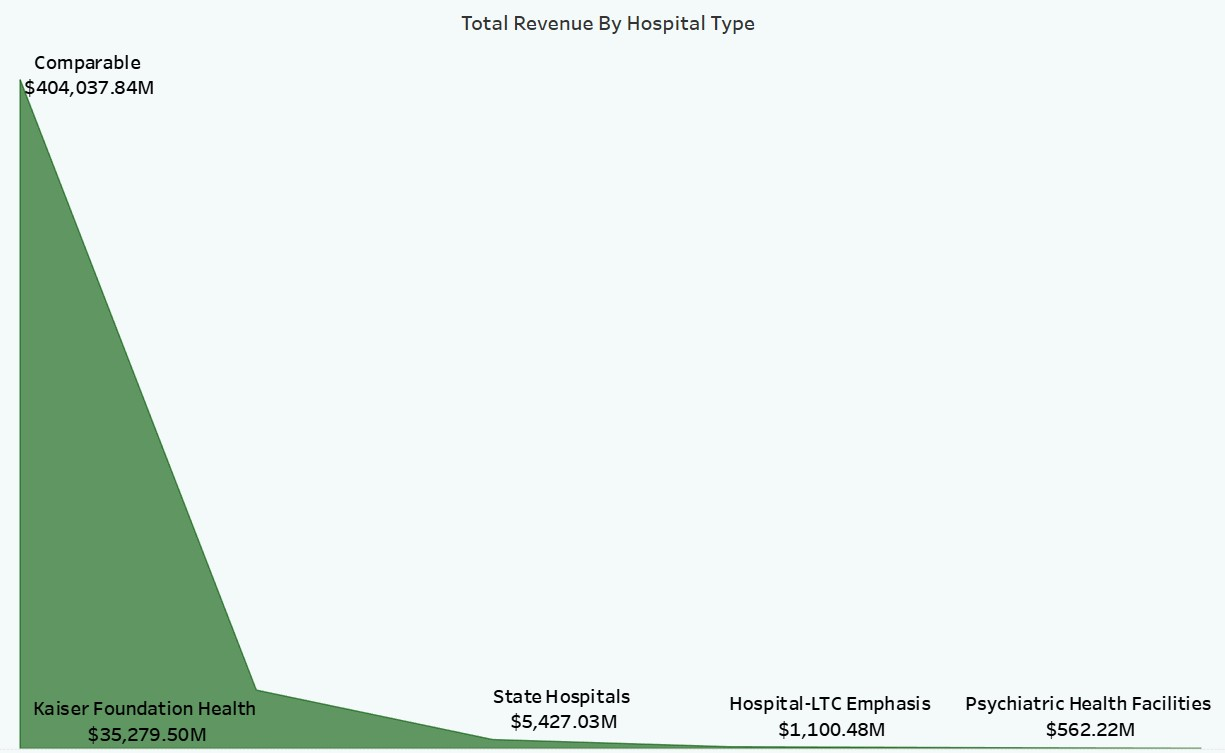 Total Revenue By Hospital Type
Comparable
$404,037.84M
Kaiser Foundation Health
$35,279.50M
State Hospitals
$5,427.03M
Hospital-LTC Emphasis
$1,100.48M
Psychiatric Health Facilities
$562.22M